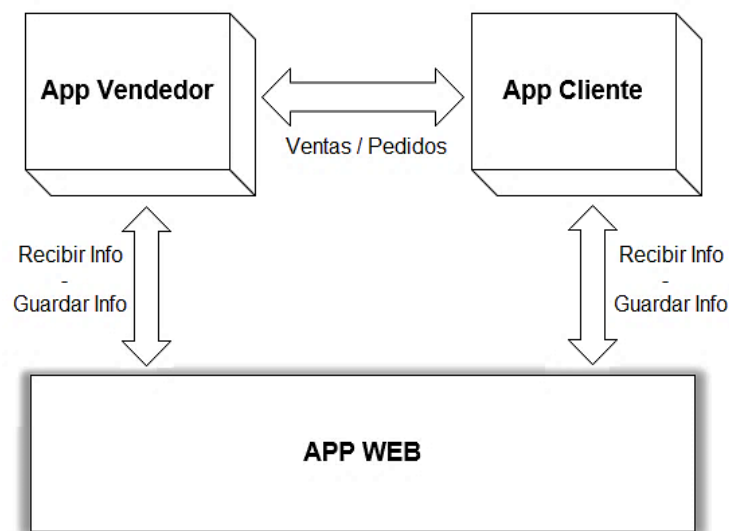 App Vendedor
App Cliente
Ventas / Pedidos
Recibir Info
-
Guardar Info
Recibir Info
-
Guardar Info
APP WEB